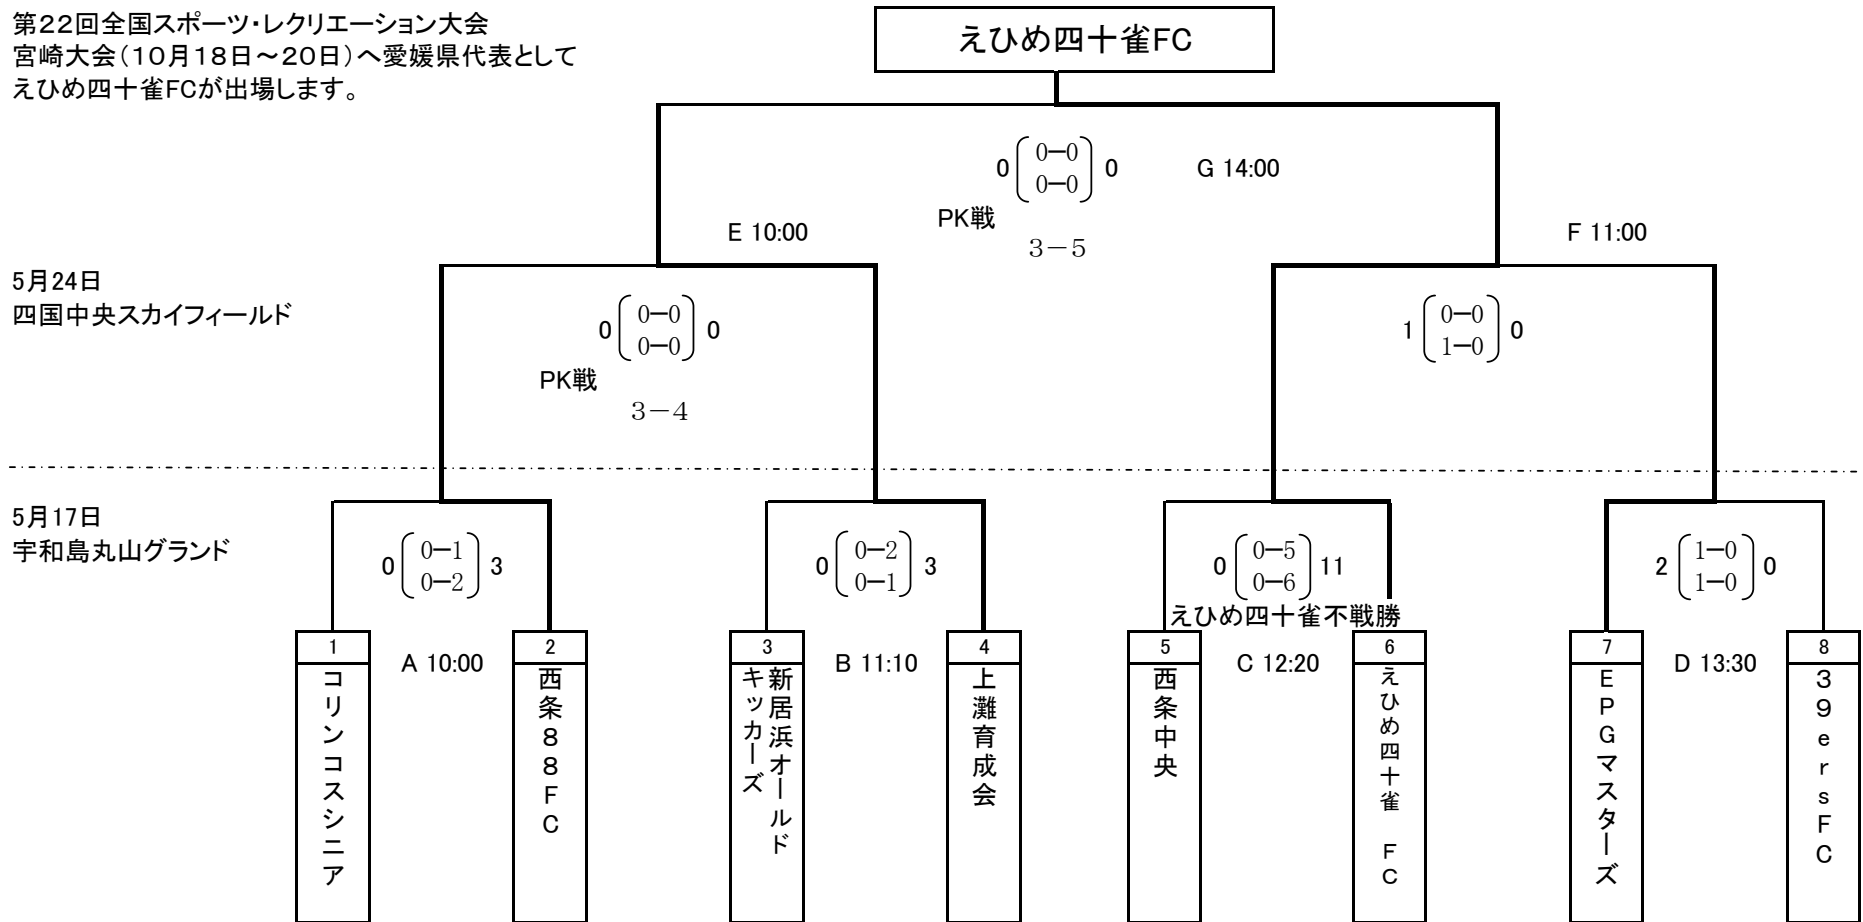 第22回全国スポーツ・レクリエーション大会
宮崎大会(10月18日～20日)へ愛媛県代表として
えひめ四十雀FCが出場します。
えひめ四十雀FC
0 0－0 0
0－0
G 14:00
PK戦
3－5
E 10:00
F 11:00
5月24日
四国中央スカイフィールド
0 0－0 0
0－0
PK戦
3－4
1 0－0 0
1－0
5月17日
宇和島丸山グランド
0 0－1 3
0－2
0 0－2 3
0－1
0 0－5 11
0－6
えひめ四十雀不戦勝
2 1－0 0
1－0
1
コリンコスシニア
A 10:00
2
西条88FC
3
新居浜オールド
キッカーズ
B 11:10
4
上灘育成会
5
西条中央
C 12:20
6
えひめ四十雀 FC
7
EPGマスターズ
D 13:30
8
39ersFC